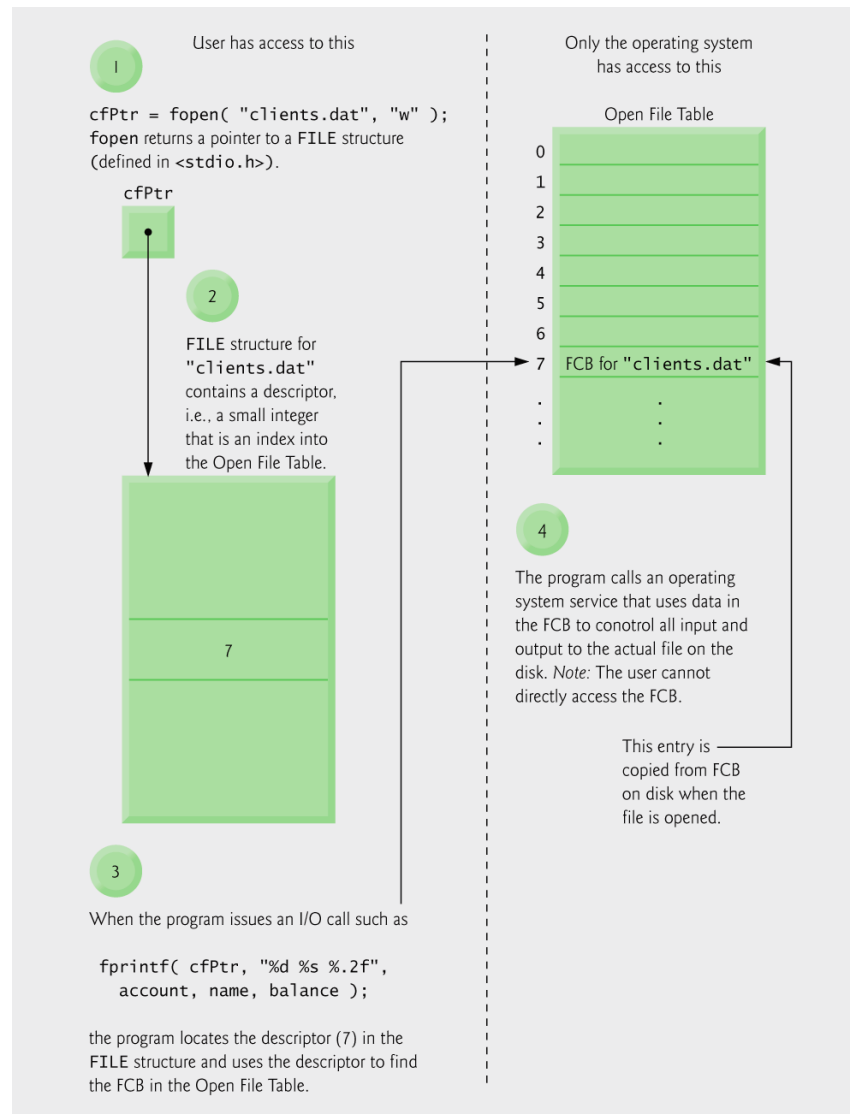 User has access to this
1
cfPtr = fopen( "clients.dat", "w" );
fopen returns a pointer to a FILE structure
(defined in <stdio.h>).
cfPtr
2
FILE structure for
"clients.dat"
contains a descriptor,
i.e., a small integer
that is an index into
the Open File Table.
7
3
When the program issues an I/O call such as
fprintf( cfPtr, "%d %s %.2f",
account, name, balance );
the program locates the descriptor (7) in the
FILE structure and uses the descriptor to find
the FCB in the Open File Table.
Only the operating system
has access to this
Open File Table
0
1
2
3
4
5
6
7 FCB for "clients.dat"
. .
. .
. .
4
The program calls an operating
system service that uses data in
the FCB to conotrol all input and
output to the actual file on the
disk. Note: The user cannot
directly access the FCB.
This entry is
copied from FCB
on disk when the
file is opened.